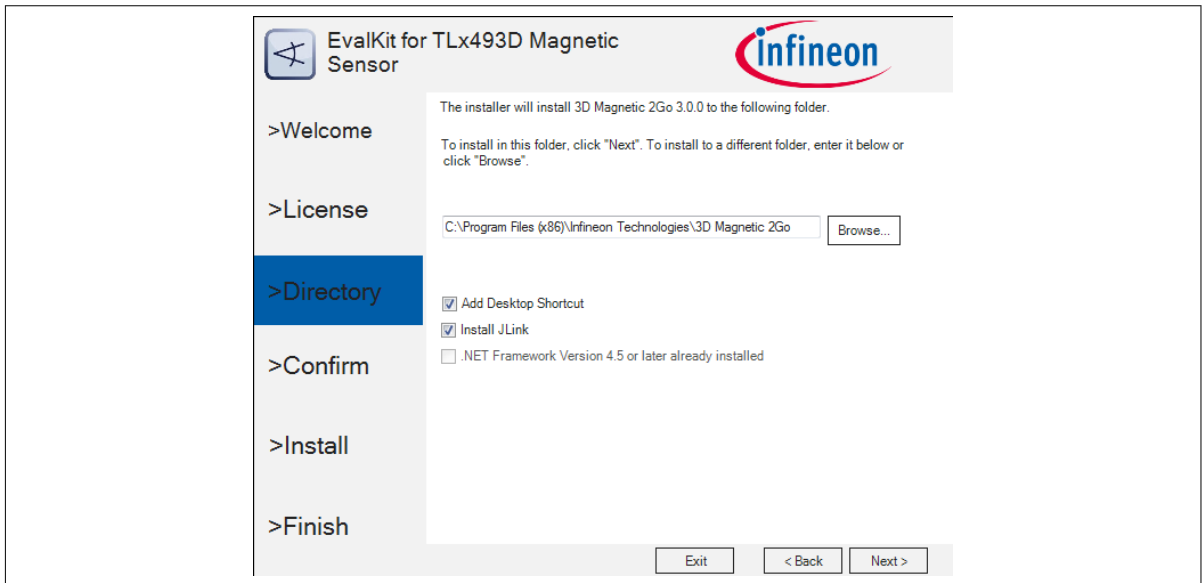 EvalKit for TLx493D Magnetic
Sensor
infineon
>Welcome
>License
>Directory
>Confirm
>Install
>Finish
The installer will install 3D Magnetic 2Go 3.0.0 to the following folder.
To install in this folder, click "Next". To install to a different folder, enter it below or
click "Browse".
C:\Program Files (x86)\Infineon Technologies\3D Magnetic 2Go
Browse...
Add Desktop Shortcut
Install JLink
.NET Framework Version 4.5 or later already installed
Exit
< Back
Next >